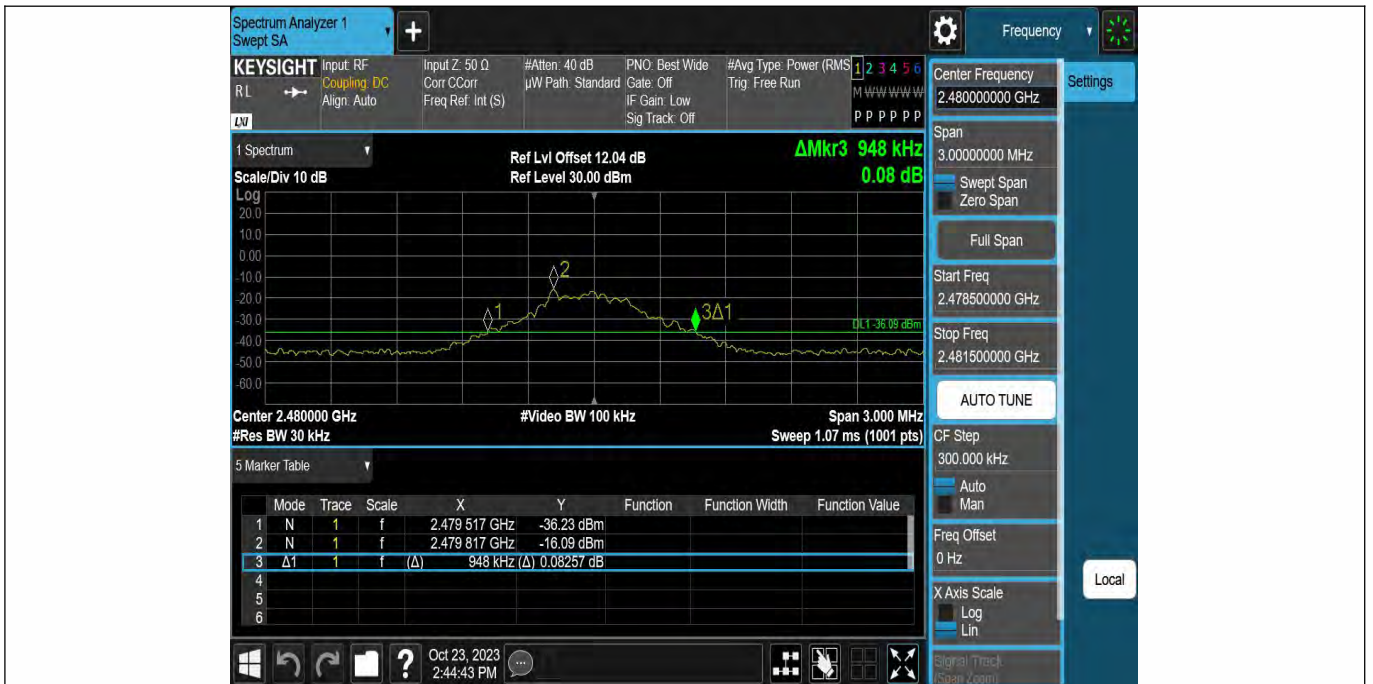 Spectrum Analyzer 1
Swept SA
+
Frequency
KEYSIGHT
RL
LXI
Input: RF
Coupling: DC
Align: Auto
Input Z: 50 Ω
Corr CCorr
Freq Ref: Int (S)
#Atten: 40 dB
µW Path: Standard
PNO: Best Wide
Gate: Off
IF Gain: Low
Sig Track: Off
#Avg Type: Power (RMS
Trig: Free Run
1 2 3 4 5 6
M W W W W W
P P P P P P
1 Spectrum
Scale/Div 10 dB
Ref Lvl Offset 12.04 dB
Ref Level 30.00 dBm
ΔMkr3 948 kHz
0.08 dB
Log
20.0
10.0
0.00
-10.0
-20.0
-30.0
-40.0
-50.0
-60.0
1
2
3Δ1
DL1 -36.09 dBm
Center 2.480000 GHz
#Video BW 100 kHz
Span 3.000 MHz
#Res BW 30 kHz
Sweep 1.07 ms (1001 pts)
5 Marker Table
Mode Trace Scale X Y Function Function Width Function Value
1 N 1 f 2.479 517 GHz -36.23 dBm
2 N 1 f 2.479 817 GHz -16.09 dBm
3 Δ1 1 f (Δ) 948 kHz (Δ) 0.08257 dB
4
5
6
?
Oct 23, 2023
2:44:43 PM
Center Frequency
2.480000000 GHz
Settings
Span
3.00000000 MHz
Swept Span
Zero Span
Full Span
Start Freq
2.478500000 GHz
Stop Freq
2.481500000 GHz
AUTO TUNE
CF Step
300.000 kHz
Auto
Man
Freq Offset
0 Hz
X Axis Scale
Log
Lin
Signal Track
(Span Zoom)
Local